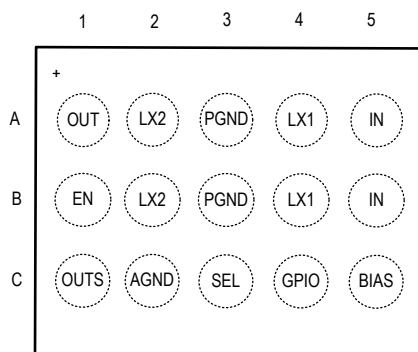 1 2 3 4 5
+
A OUT LX2 PGND LX1 IN
B EN LX2 PGND LX1 IN
C OUTS AGND SEL GPIO BIAS